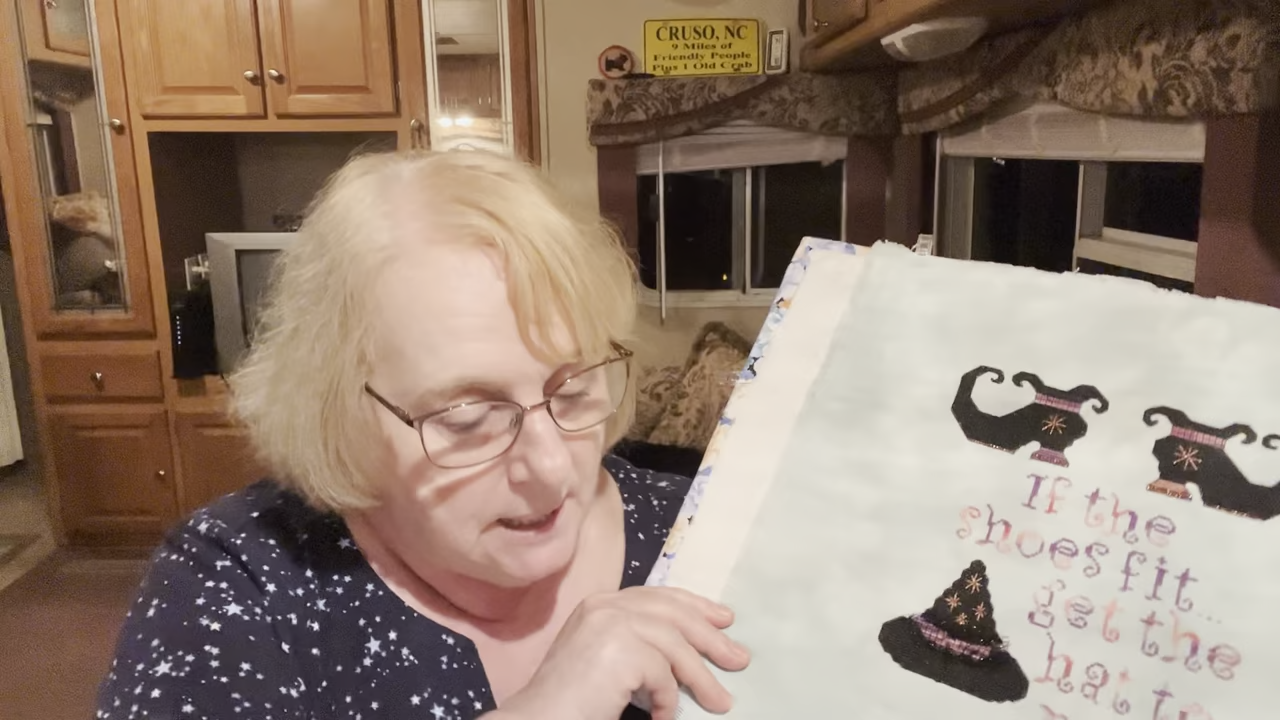 CRUSO, NC
9 Miles of
Friendly People
Plus 1 Old Crab
If the
shoes fit...
get the
hat to